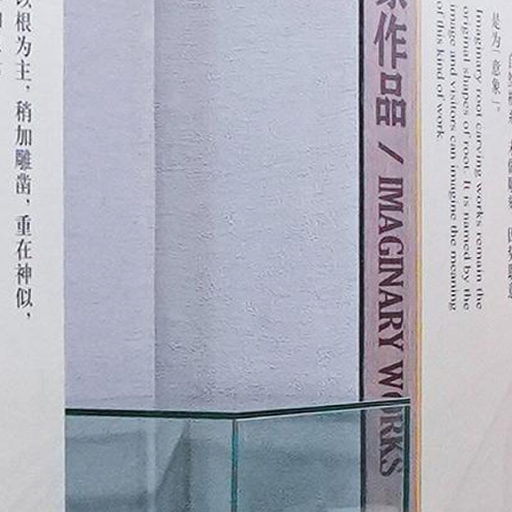 作品 / IMAGINARY WORKS
Imaginary root carving works remain the
original shapes of root. It is named by the
image and visitors can imagine the meaning
of this kind of work.
是为“意象”。
以根为主，稍加雕凿，重在神似，